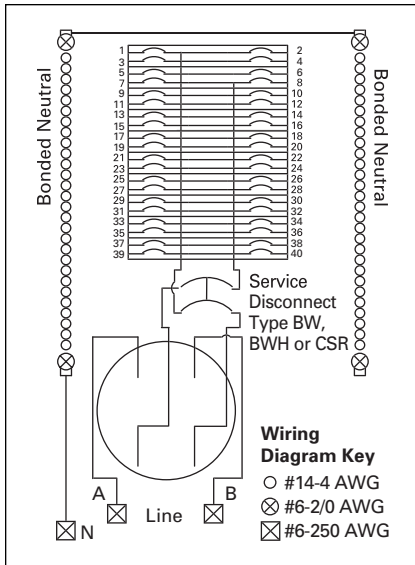 1 2
3 4
5 6
7 8
9 10
11 12
13 14
15 16
17 18
19 20
21 22
23 24
25 26
27 28
29 30
31 32
33 34
35 36
37 38
39 40
Bonded Neutral
Bonded Neutral
Service
Disconnect
Type BW,
BWH or CSR
A
B
N
Line
Wiring
Diagram Key
#14-4 AWG
#6-2/0 AWG
#6-250 AWG